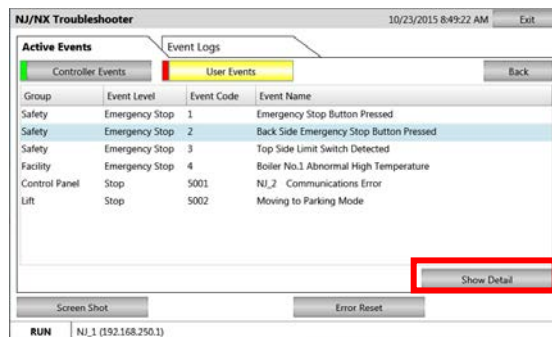 NJ/NX Troubleshooter 10/23/2015 8:49:22 AM Exit
Active Events Event Logs
Controller Events User Events Back
Group Event Level Event Code Event Name
Safety Emergency Stop 1 Emergency Stop Button Pressed
Safety Emergency Stop 2 Back Side Emergency Stop Button Pressed
Safety Emergency Stop 3 Top Side Limit Switch Detected
Facility Emergency Stop 4 Boiler No.1 Abnormal High Temperature
Control Panel Stop 5001 NJ_2 Communications Error
Lift Stop 5002 Moving to Parking Mode
Show Detail
Screen Shot Error Reset
RUN NJ_1 (192.168.250.1)